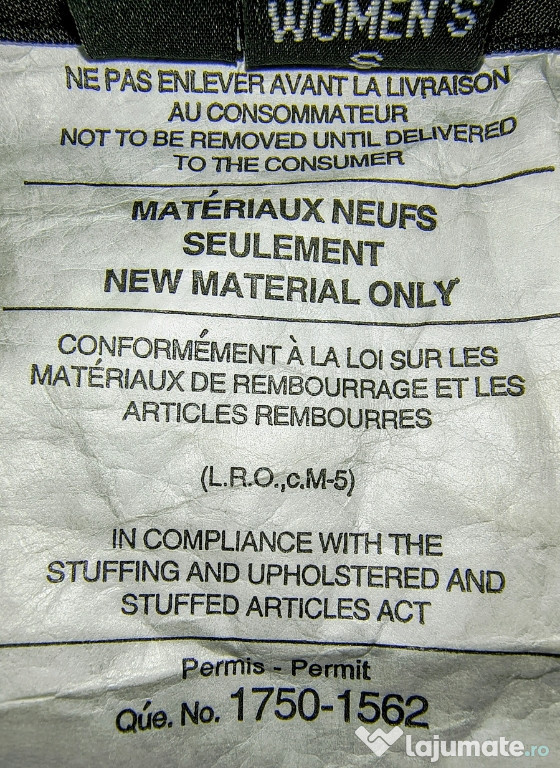 WOMEN'S
S
NE PAS ENLEVER AVANT LA LIVRAISON
AU CONSOMMATEUR
NOT TO BE REMOVED UNTIL DELIVERED
TO THE CONSUMER
MATÉRIAUX NEUFS
SEULEMENT
NEW MATERIAL ONLY
CONFORMÉMENT À LA LOI SUR LES
MATÉRIAUX DE REMBOURRAGE ET LES
ARTICLES REMBOURRES
(L.R.O.,c.M-5)
IN COMPLIANCE WITH THE
STUFFING AND UPHOLSTERED AND
STUFFED ARTICLES ACT
Permis - Permit
Qúe. No. 1750-1562
lajumate.ro